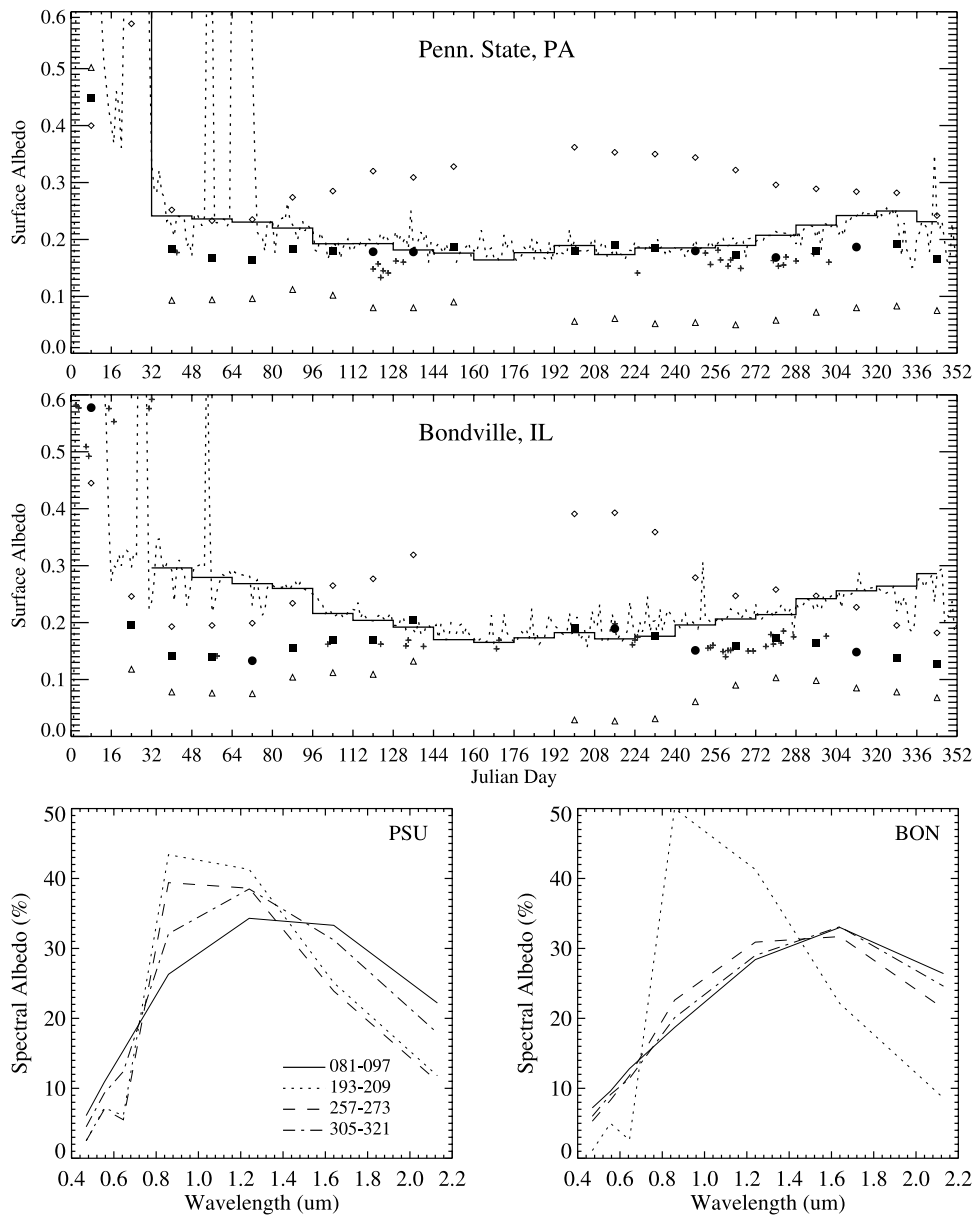 Penn. State, PA
Surface Albedo
0.6
0.5
0.4
0.3
0.2
0.1
0.0
0 16 32 48 64 80 96 112 128 144 160 176 192 208 224 240 256 272 288 304 320 336 352
Bondville, IL
Surface Albedo
0.6
0.5
0.4
0.3
0.2
0.1
0.0
0 16 32 48 64 80 96 112 128 144 160 176 192 208 224 240 256 272 288 304 320 336 352
Julian Day
PSU
Spectral Albedo (%)
50
40
30
20
10
0
081-097
193-209
257-273
305-321
0.4 0.6 0.8 1.0 1.2 1.4 1.6 1.8 2.0 2.2
Wavelength (um)
BON
Spectral Albedo (%)
50
40
30
20
10
0
0.4 0.6 0.8 1.0 1.2 1.4 1.6 1.8 2.0 2.2
Wavelength (um)